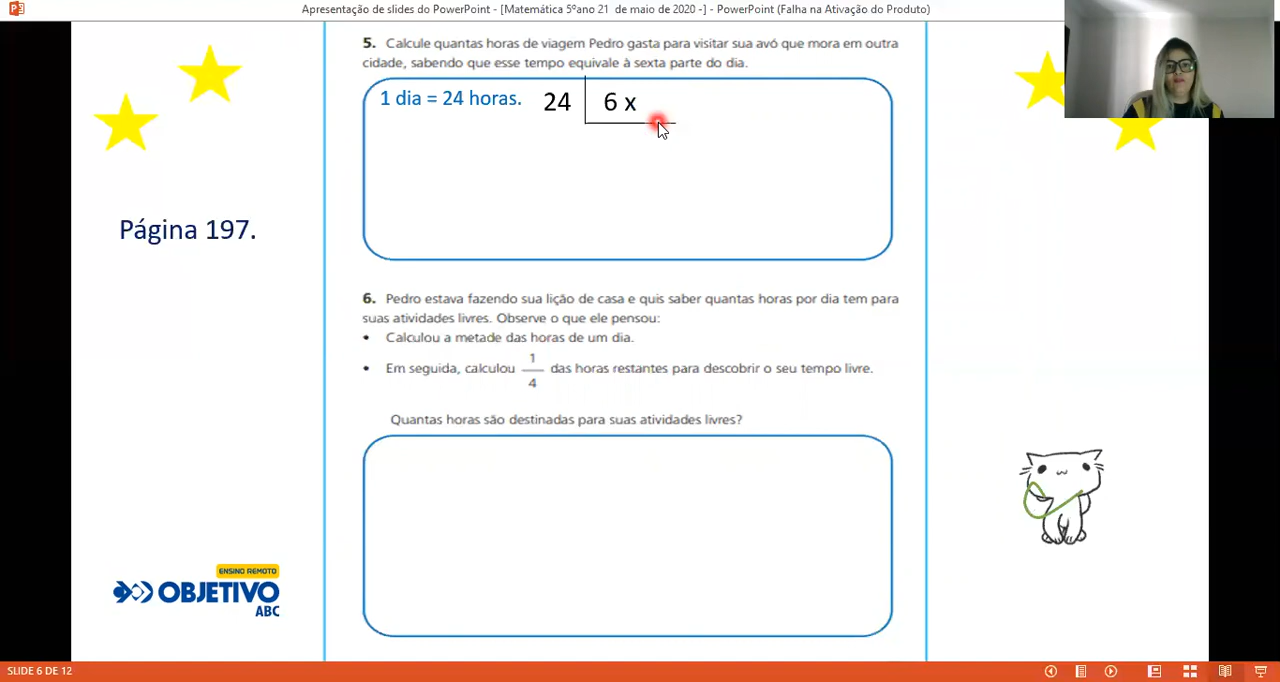 Apresentação de slides do PowerPoint - [Matemática 5ºano 21 de maio de 2020 -] - PowerPoint (Falha na Ativação do Produto)
5. Calcule quantas horas de viagem Pedro gasta para visitar sua avó que mora em outra
cidade, sabendo que esse tempo equivale à sexta parte do dia.
1 dia = 24 horas. 24 6 x
Página 197.
6. Pedro estava fazendo sua lição de casa e quis saber quantas horas por dia tem para
suas atividades livres. Observe o que ele pensou:
• Calculou a metade das horas de um dia.
• Em seguida, calculou 1/4 das horas restantes para descobrir o seu tempo livre.
Quantas horas são destinadas para suas atividades livres?
ENSINO REMOTO
OBJETIVO
ABC
SLIDE 6 DE 12